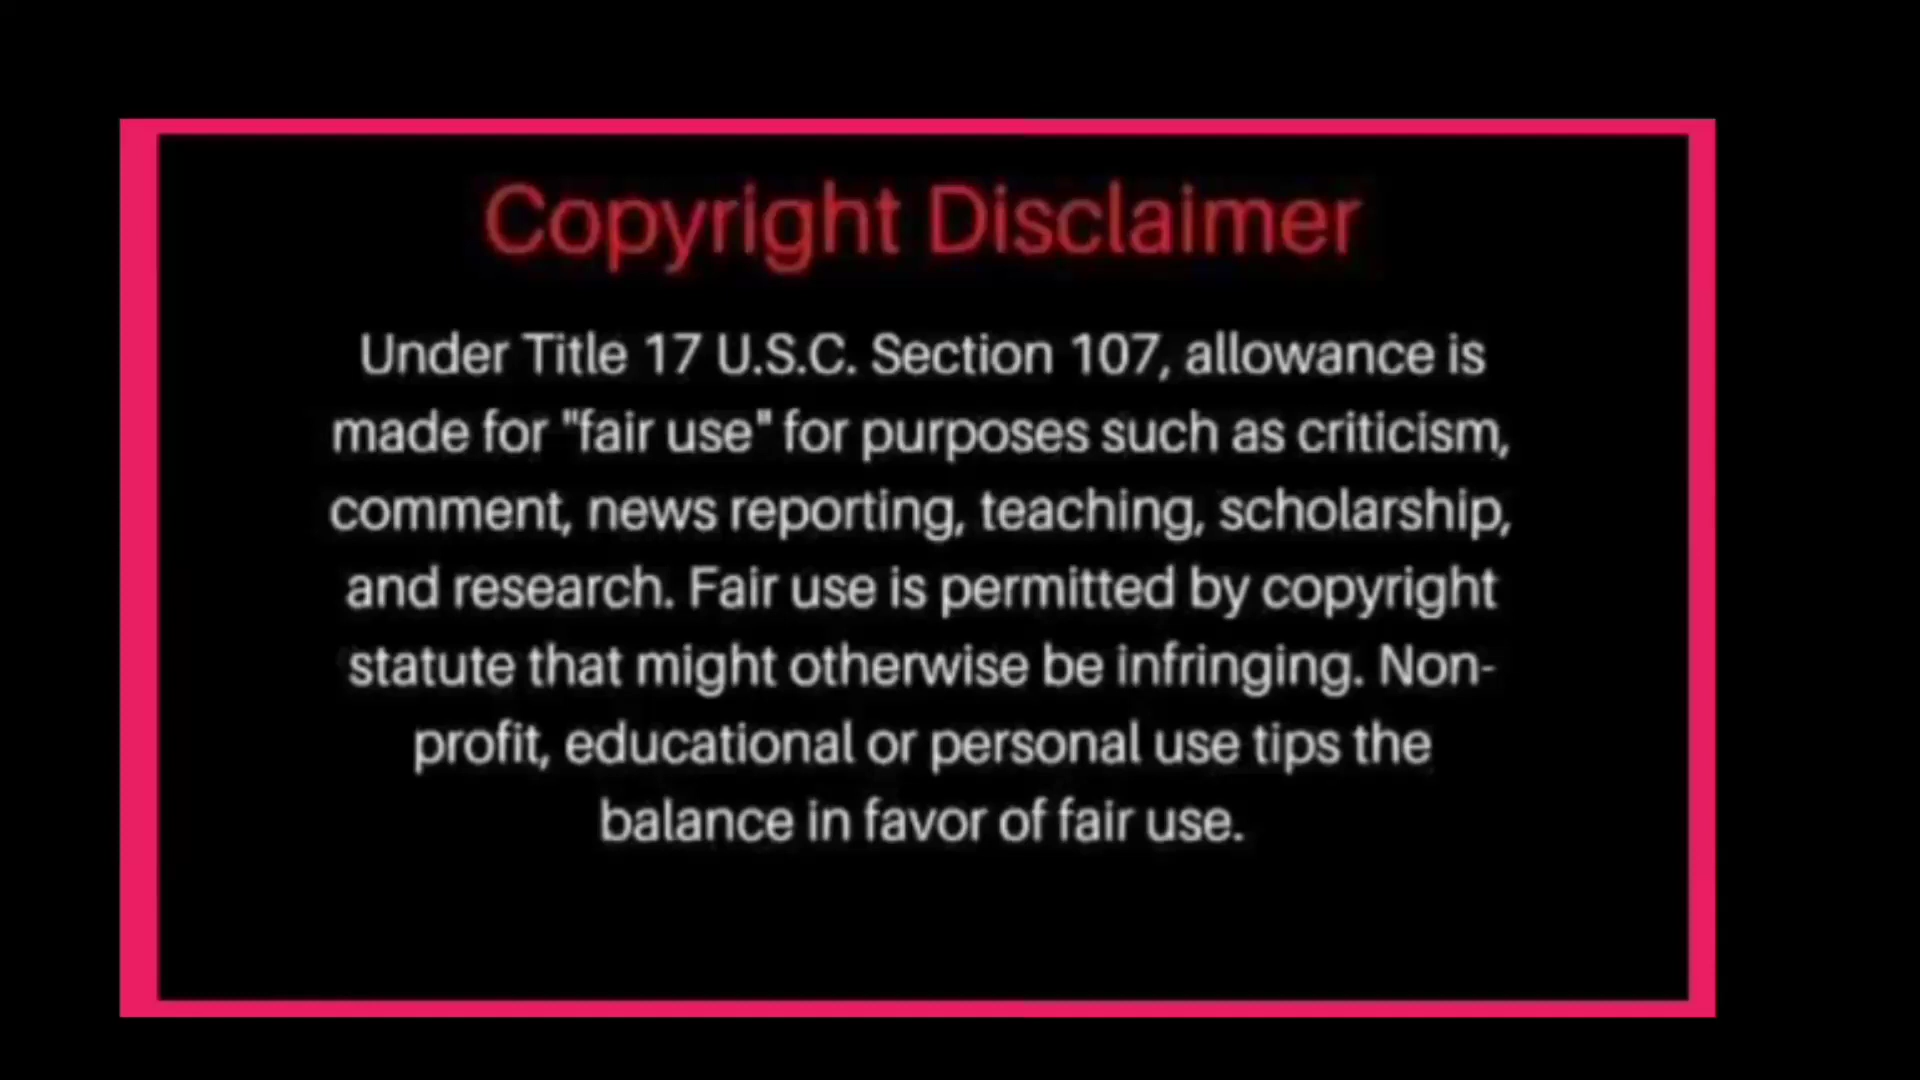 Copyright Disclaimer
Under Title 17 U.S.C. Section 107, allowance is
made for "fair use" for purposes such as criticism,
comment, news reporting, teaching, scholarship,
and research. Fair use is permitted by copyright
statute that might otherwise be infringing. Non-
profit, educational or personal use tips the
balance in favor of fair use.